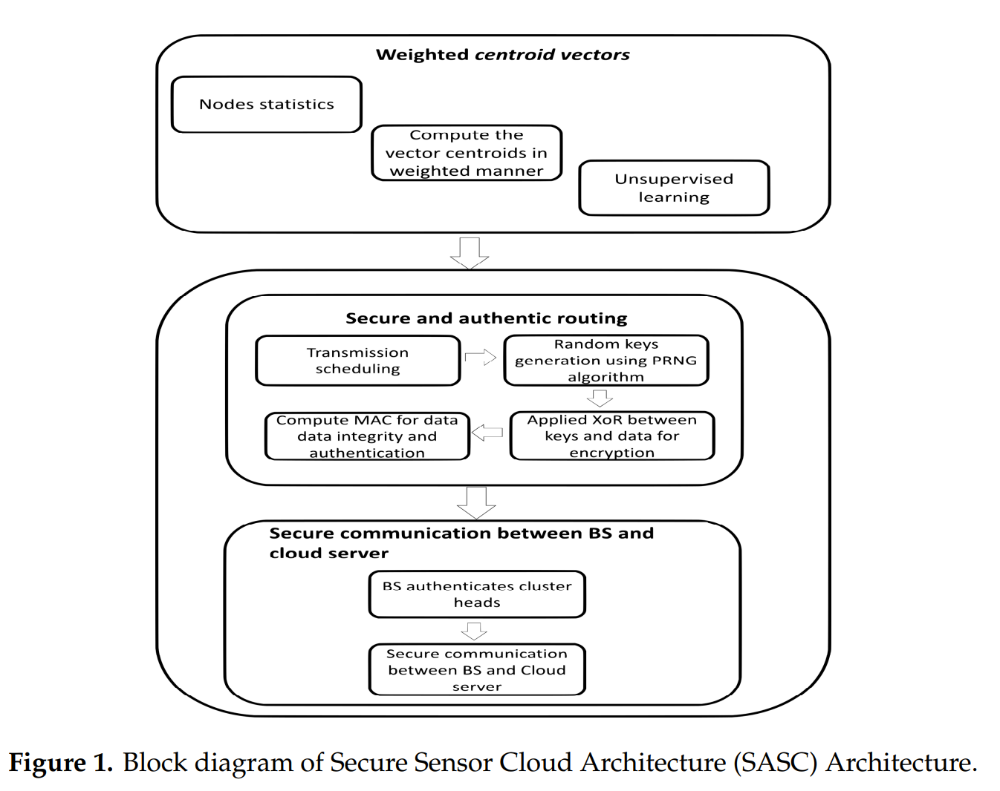 Weighted centroid vectors
Nodes statistics
Compute the
vector centroids in
weighted manner
Unsupervised
learning
Secure and authentic routing
Transmission
scheduling
Random keys
generation using PRNG
algorithm
Applied XoR between
keys and data for
encryption
Compute MAC for data
data integrity and
authentication
Secure communication between BS and
cloud server
BS authenticates cluster
heads
Secure communication
between BS and Cloud
server
Figure 1. Block diagram of Secure Sensor Cloud Architecture (SASC) Architecture.